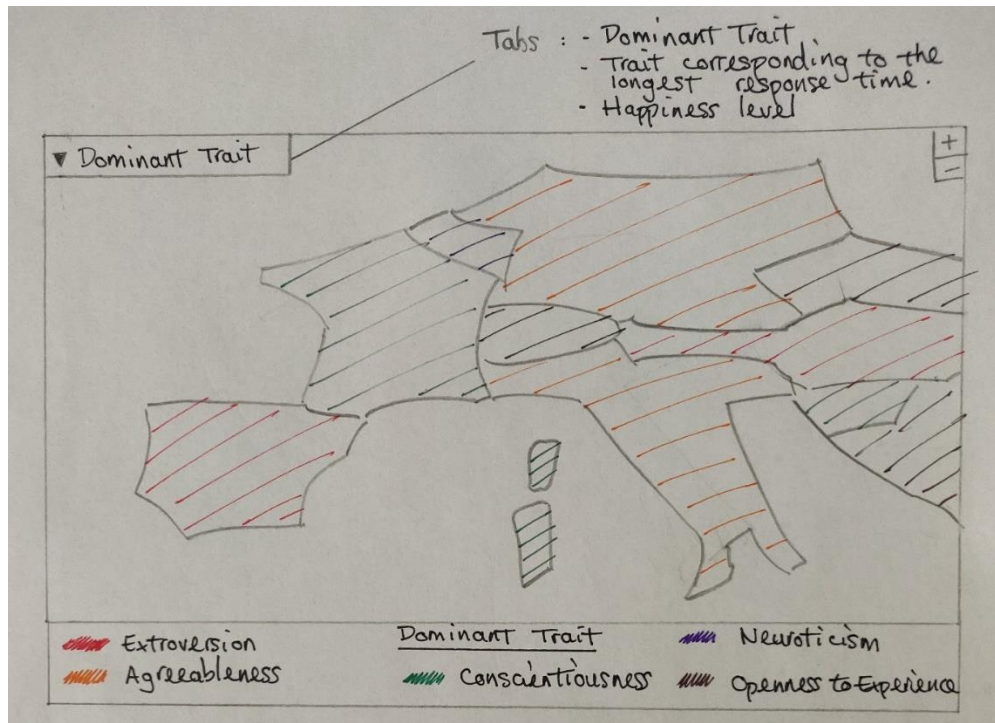 Tabs : - Dominant Trait
- Trait corresponding to the
longest response time.
- Happiness level
▼ Dominant Trait
+
-
Extroversion
Dominant Trait
Neuroticism
Agreeableness
Conscientiousness
Openness to Experience